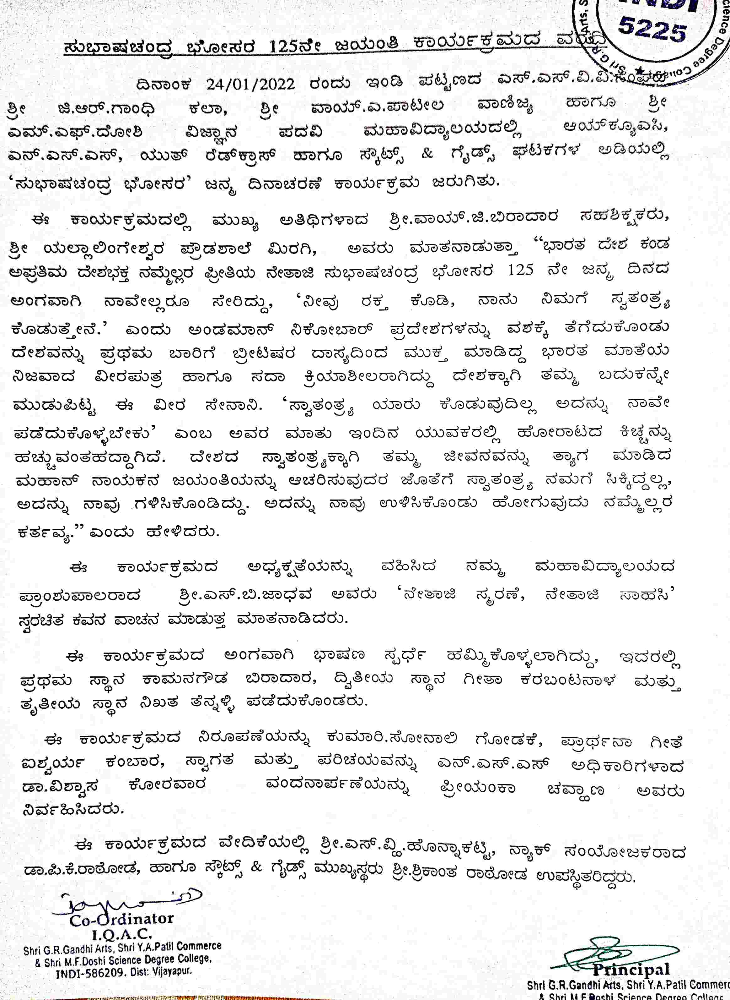 INDI
5225
Arts, S
Science Degree College
Sri G.R.
ಸುಭಾಷಚಂದ್ರ ಭೋಸರ 125ನೇ ಜಯಂತಿ ಕಾರ್ಯಕ್ರಮದ ವರದಿ
ದಿನಾಂಕ 24/01/2022 ರಂದು ಇಂಡಿ ಪಟ್ಟಣದ ಎಸ್.ಎಸ್.ವಿ.ವಿ.ಸಂಘದ
ಶ್ರೀ ಜಿ.ಆರ್.ಗಾಂಧಿ ಕಲಾ, ಶ್ರೀ ವಾಯ್.ಎ.ಪಾಟೀಲ ವಾಣಿಜ್ಯ ಹಾಗೂ ಶ್ರೀ
ಎಮ್.ಎಫ್.ದೋಶಿ ವಿಜ್ಞಾನ ಪದವಿ ಮಹಾವಿದ್ಯಾಲಯದಲ್ಲಿ ಆಯ್‌ಕ್ಯೂಎಸಿ,
ಎನ್.ಎಸ್.ಎಸ್, ಯುತ್ ರೆಡ್‌ಕ್ರಾಸ್ ಹಾಗೂ ಸ್ಕೌಟ್ಸ್ & ಗೈಡ್ಸ್ ಘಟಕಗಳ ಅಡಿಯಲ್ಲಿ
‘ಸುಭಾಷಚಂದ್ರ ಭೋಸರ’ ಜನ್ಮ ದಿನಾಚರಣೆ ಕಾರ್ಯಕ್ರಮ ಜರುಗಿತು.
ಈ ಕಾರ್ಯಕ್ರಮದಲ್ಲಿ ಮುಖ್ಯ ಅತಿಥಿಗಳಾದ ಶ್ರೀ.ವಾಯ್.ಜಿ.ಬಿರಾದಾರ ಸಹಶಿಕ್ಷಕರು,
ಶ್ರೀ ಯಲ್ಲಾಲಿಂಗೇಶ್ವರ ಪ್ರೌಡಶಾಲೆ ಮಿರಗಿ, ಅವರು ಮಾತನಾಡುತ್ತಾ “ಭಾರತ ದೇಶ ಕಂಡ
ಅಪ್ರತಿಮ ದೇಶಭಕ್ತ ನಮ್ಮೆಲ್ಲರ ಪ್ರೀತಿಯ ನೇತಾಜಿ ಸುಭಾಷಚಂದ್ರ ಭೋಸರ 125 ನೇ ಜನ್ಮ ದಿನದ
ಅಂಗವಾಗಿ ನಾವೇಲ್ಲರೂ ಸೇರಿದ್ದು, ‘ನೀವು ರಕ್ತ ಕೊಡಿ, ನಾನು ನಿಮಗೆ ಸ್ವತಂತ್ರ್ಯ
ಕೊಡುತ್ತೇನೆ.’ ಎಂದು ಅಂಡಮಾನ್ ನಿಕೋಬಾರ್ ಪ್ರದೇಶಗಳನ್ನು ವಶಕ್ಕೆ ತೆಗೆದುಕೊಂಡು
ದೇಶವನ್ನು ಪ್ರಥಮ ಬಾರಿಗೆ ಬ್ರೀಟಿಷರ ದಾಸ್ಯದಿಂದ ಮುಕ್ತ ಮಾಡಿದ್ದ ಭಾರತ ಮಾತೆಯ
ನಿಜವಾದ ವೀರಪುತ್ರ ಹಾಗೂ ಸದಾ ಕ್ರಿಯಾಶೀಲರಾಗಿದ್ದು ದೇಶಕ್ಕಾಗಿ ತಮ್ಮ ಬದುಕನ್ನೇ
ಮುಡುಪಿಟ್ಟ ಈ ವೀರ ಸೇನಾನಿ. ‘ಸ್ವಾತಂತ್ರ್ಯ ಯಾರು ಕೊಡುವುದಿಲ್ಲ ಅದನ್ನು ನಾವೇ
ಪಡೆದುಕೊಳ್ಳಬೇಕು’ ಎಂಬ ಅವರ ಮಾತು ಇಂದಿನ ಯುವಕರಲ್ಲಿ ಹೋರಾಟದ ಕಿಚ್ಚನ್ನು
ಹಚ್ಚುವಂತಹದ್ದಾಗಿದೆ. ದೇಶದ ಸ್ವಾತಂತ್ರ್ಯಕ್ಕಾಗಿ ತಮ್ಮ ಜೀವನವನ್ನು ತ್ಯಾಗ ಮಾಡಿದ
ಮಹಾನ್ ನಾಯಕನ ಜಯಂತಿಯನ್ನು ಆಚರಿಸುವುದರ ಜೊತೆಗೆ ಸ್ವಾತಂತ್ರ್ಯ ನಮಗೆ ಸಿಕ್ಕಿದ್ದಲ್ಲ,
ಅದನ್ನು ನಾವು ಗಳಿಸಿಕೊಂಡಿದ್ದು. ಅದನ್ನು ನಾವು ಉಳಿಸಿಕೊಂಡು ಹೋಗುವುದು ನಮ್ಮೆಲ್ಲರ
ಕರ್ತವ್ಯ.” ಎಂದು ಹೇಳಿದರು.
ಈ ಕಾರ್ಯಕ್ರಮದ ಅಧ್ಯಕ್ಷತೆಯನ್ನು ವಹಿಸಿದ ನಮ್ಮ ಮಹಾವಿದ್ಯಾಲಯದ
ಪ್ರಾಂಶುಪಾಲರಾದ ಶ್ರೀ.ಎಸ್.ಬಿ.ಜಾಧವ ಅವರು ‘ನೇತಾಜಿ ಸ್ಮರಣೆ, ನೇತಾಜಿ ಸಾಹಸಿ’
ಸ್ವರಚಿತ ಕವನ ವಾಚನ ಮಾಡುತ್ತ ಮಾತನಾಡಿದರು.
ಈ ಕಾರ್ಯಕ್ರಮದ ಅಂಗವಾಗಿ ಭಾಷಣ ಸ್ಪರ್ಧೆ ಹಮ್ಮಿಕೊಳ್ಳಲಾಗಿದ್ದು, ಇದರಲ್ಲಿ
ಪ್ರಥಮ ಸ್ಥಾನ ಕಾಮನಗೌಡ ಬಿರಾದಾರ, ದ್ವಿತೀಯ ಸ್ಥಾನ ಗೀತಾ ಕರಬಂಟನಾಳ ಮತ್ತು
ತೃತೀಯ ಸ್ಥಾನ ನಿಖತ ತೆನ್ನಳ್ಳಿ ಪಡೆದುಕೊಂಡರು.
ಈ ಕಾರ್ಯಕ್ರಮದ ನಿರೂಪಣೆಯನ್ನು ಕುಮಾರಿ.ಸೋನಾಲಿ ಗೋಡಕೆ, ಪ್ರಾರ್ಥನಾ ಗೀತೆ
ಐಶ್ವರ್ಯ ಕಂಬಾರ, ಸ್ವಾಗತ ಮತ್ತು ಪರಿಚಯವನ್ನು ಎನ್.ಎಸ್.ಎಸ್ ಅಧಿಕಾರಿಗಳಾದ
ಡಾ.ವಿಶ್ವಾಸ ಕೋರವಾರ ವಂದನಾರ್ಪಣೆಯನ್ನು ಪ್ರೀಯಂಕಾ ಚವ್ಹಾಣ ಅವರು
ನಿರ್ವಹಿಸಿದರು.
ಈ ಕಾರ್ಯಕ್ರಮದ ವೇದಿಕೆಯಲ್ಲಿ ಶ್ರೀ.ಎಸ್.ವ್ಹಿ.ಹೊನ್ನಾಕಟ್ಟಿ, ನ್ಯಾಕ್ ಸಂಯೋಜಕರಾದ
ಡಾ.ಪಿ.ಕೆ.ರಾಠೋಡ, ಹಾಗೂ ಸ್ಕೌಟ್ಸ್ & ಗೈಡ್ಸ್ ಮುಖ್ಯಸ್ಥರು ಶ್ರೀ.ಶ್ರಿಕಾಂತ ರಾಠೋಡ ಉಪಸ್ಥಿತರಿದ್ದರು.
Co-Ordinator
I.Q.A.C.
Shri G.R.Gandhi Arts, Shri Y.A.Patil Commerce
& Shri M.F.Doshi Science Degree College,
INDI-586209. Dist: Vijayapur.
Principal
Shri G.R.Gandhi Arts, Shri Y.A.Patil Commerc
& Shri M.F.Doshi Science Degree College